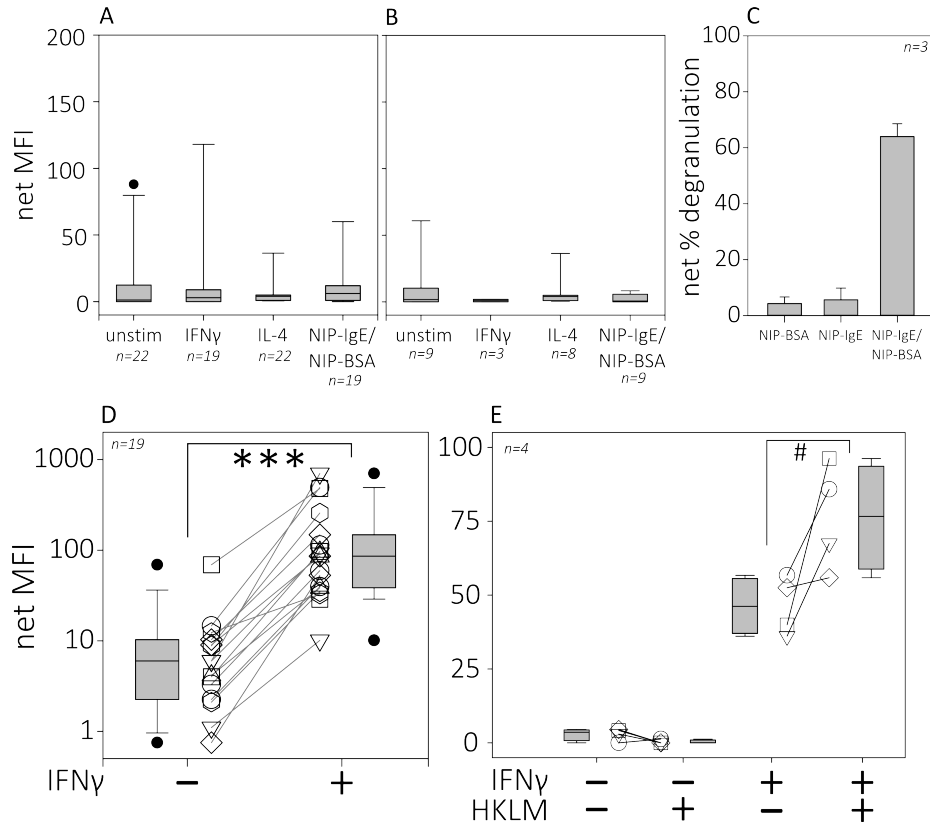 A
B
C
net MFI
200
150
100
50
0
unstim
n=22
IFNγ
n=19
IL-4
n=22
NIP-IgE/
NIP-BSA
n=19
unstim
n=9
IFNγ
n=3
IL-4
n=8
NIP-IgE/
NIP-BSA
n=9
net % degranulation
n=3
100
80
60
40
20
0
NIP-BSA
NIP-IgE
NIP-IgE/
NIP-BSA
D
net MFI
n=19
***
1000
100
10
1
IFNγ
− +
E
n=4
#
100
75
50
25
0
IFNγ − − + +
HKLM − + − +